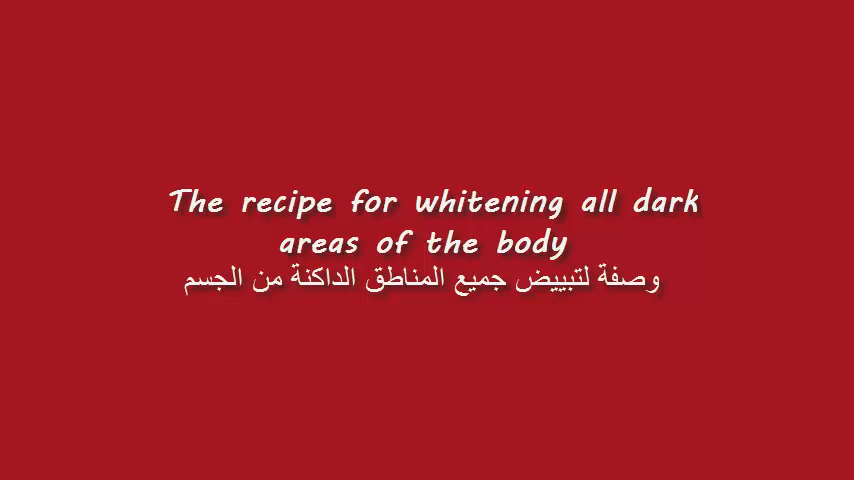 The recipe for whitening all dark
areas of the body
وصفة لتبييض جميع المناطق الداكنة من الجسم